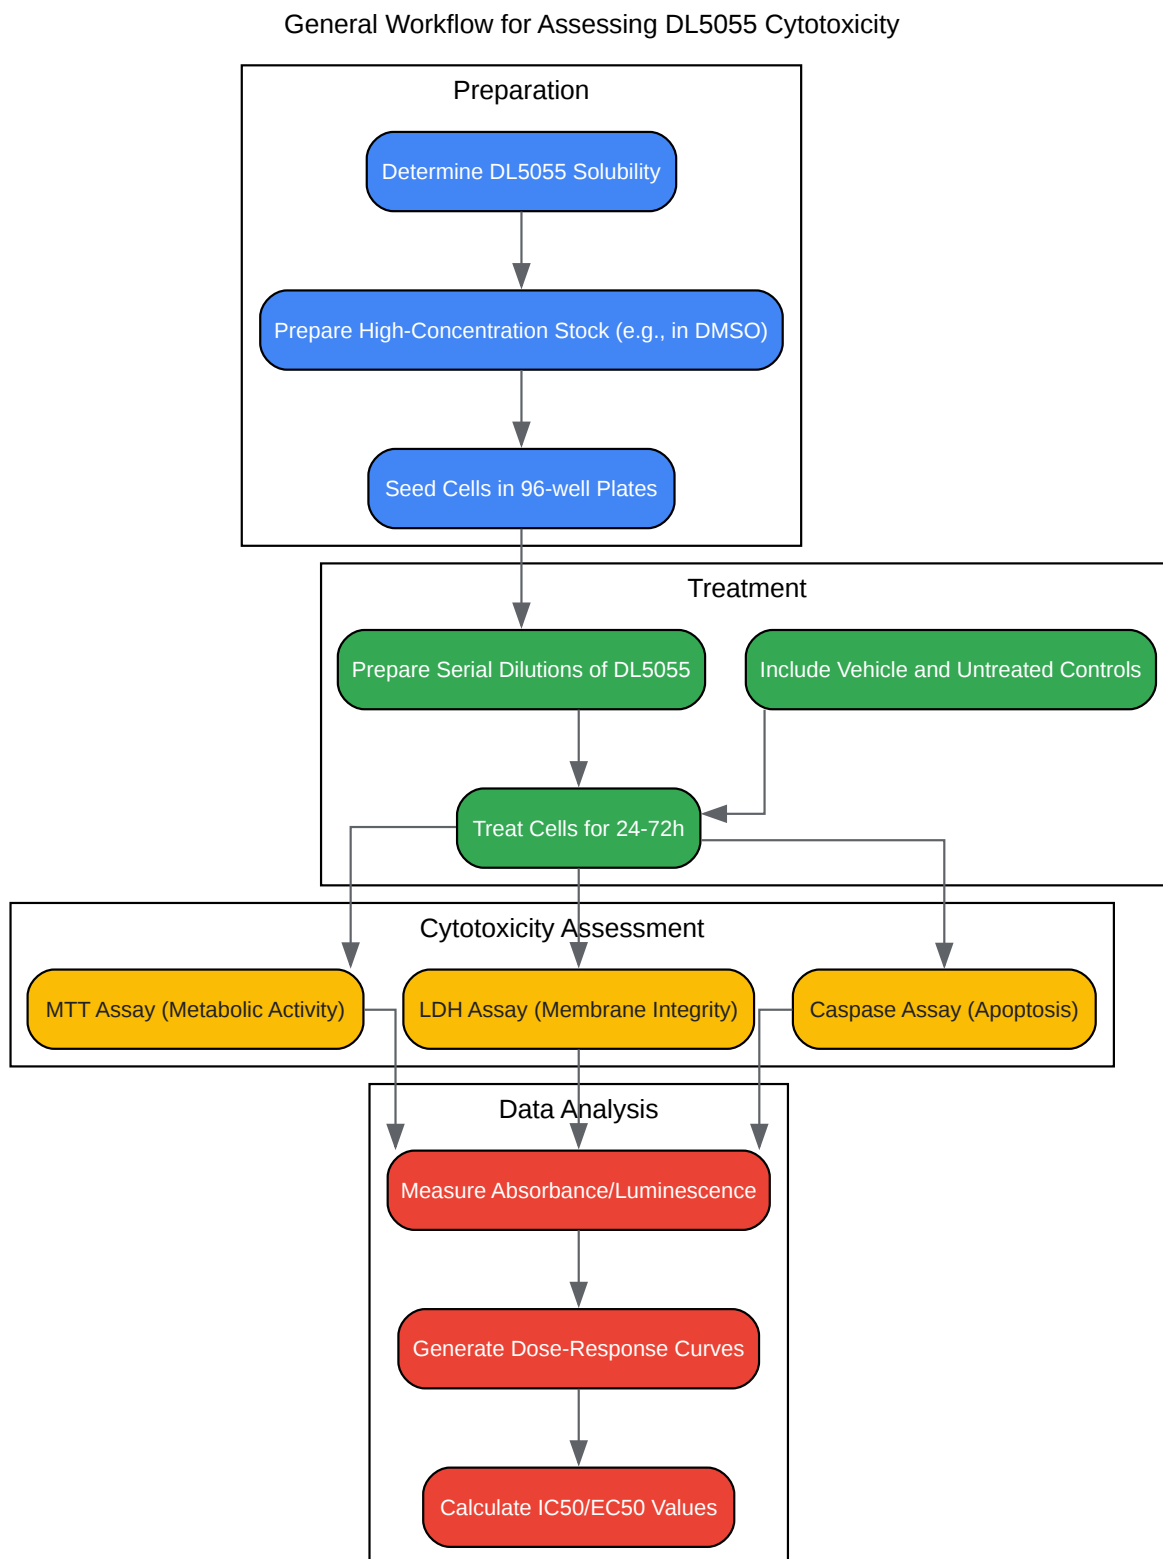 General Workflow for Assessing DL5055 Cytotoxicity
Preparation
Determine DL5055 Solubility
Prepare High-Concentration Stock (e.g., in DMSO)
Seed Cells in 96-well Plates
Treatment
Prepare Serial Dilutions of DL5055
Include Vehicle and Untreated Controls
Treat Cells for 24-72h
Cytotoxicity Assessment
MTT Assay (Metabolic Activity)
LDH Assay (Membrane Integrity)
Caspase Assay (Apoptosis)
Data Analysis
Measure Absorbance/Luminescence
Generate Dose-Response Curves
Calculate IC50/EC50 Values